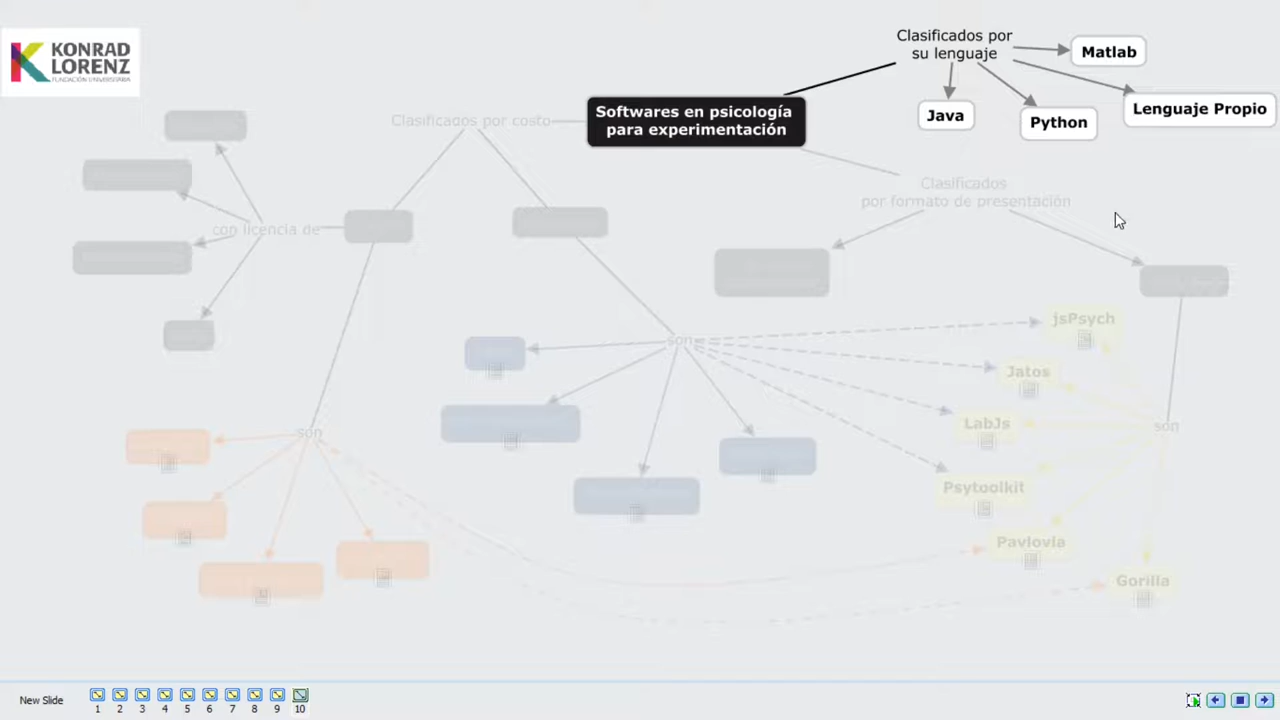 KONRAD
LORENZ
FUNDACIÓN UNIVERSITARIA
Clasificados por
su lenguaje
Matlab
Java
Python
Lenguaje Propio
Softwares en psicología
para experimentación
Clasificados por costo
Clasificados
por formato de presentación
con licencia de
son
jsPsych
Jatos
LabJs
son
son
Psytoolkit
Pavlovia
Gorilla
New Slide
1 2 3 4 5 6 7 8 9 10